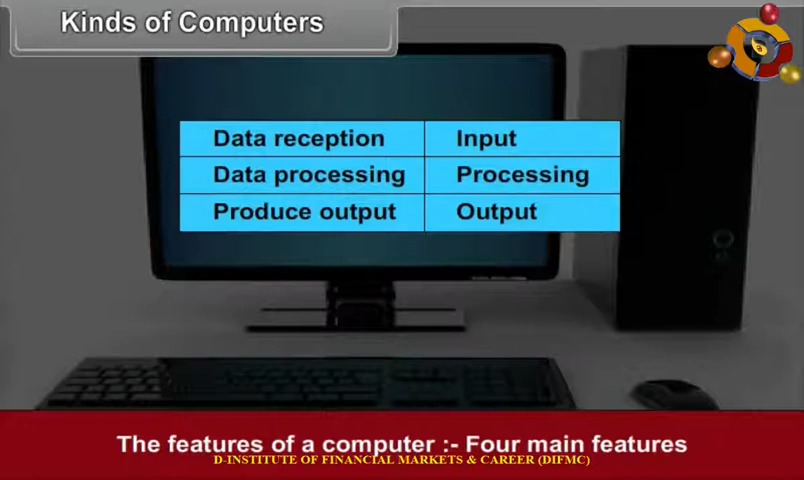 Kinds of Computers
Data reception Input
Data processing Processing
Produce output Output
The features of a computer :- Four main features
D-INSTITUTE OF FINANCIAL MARKETS & CAREER (DIFMC)